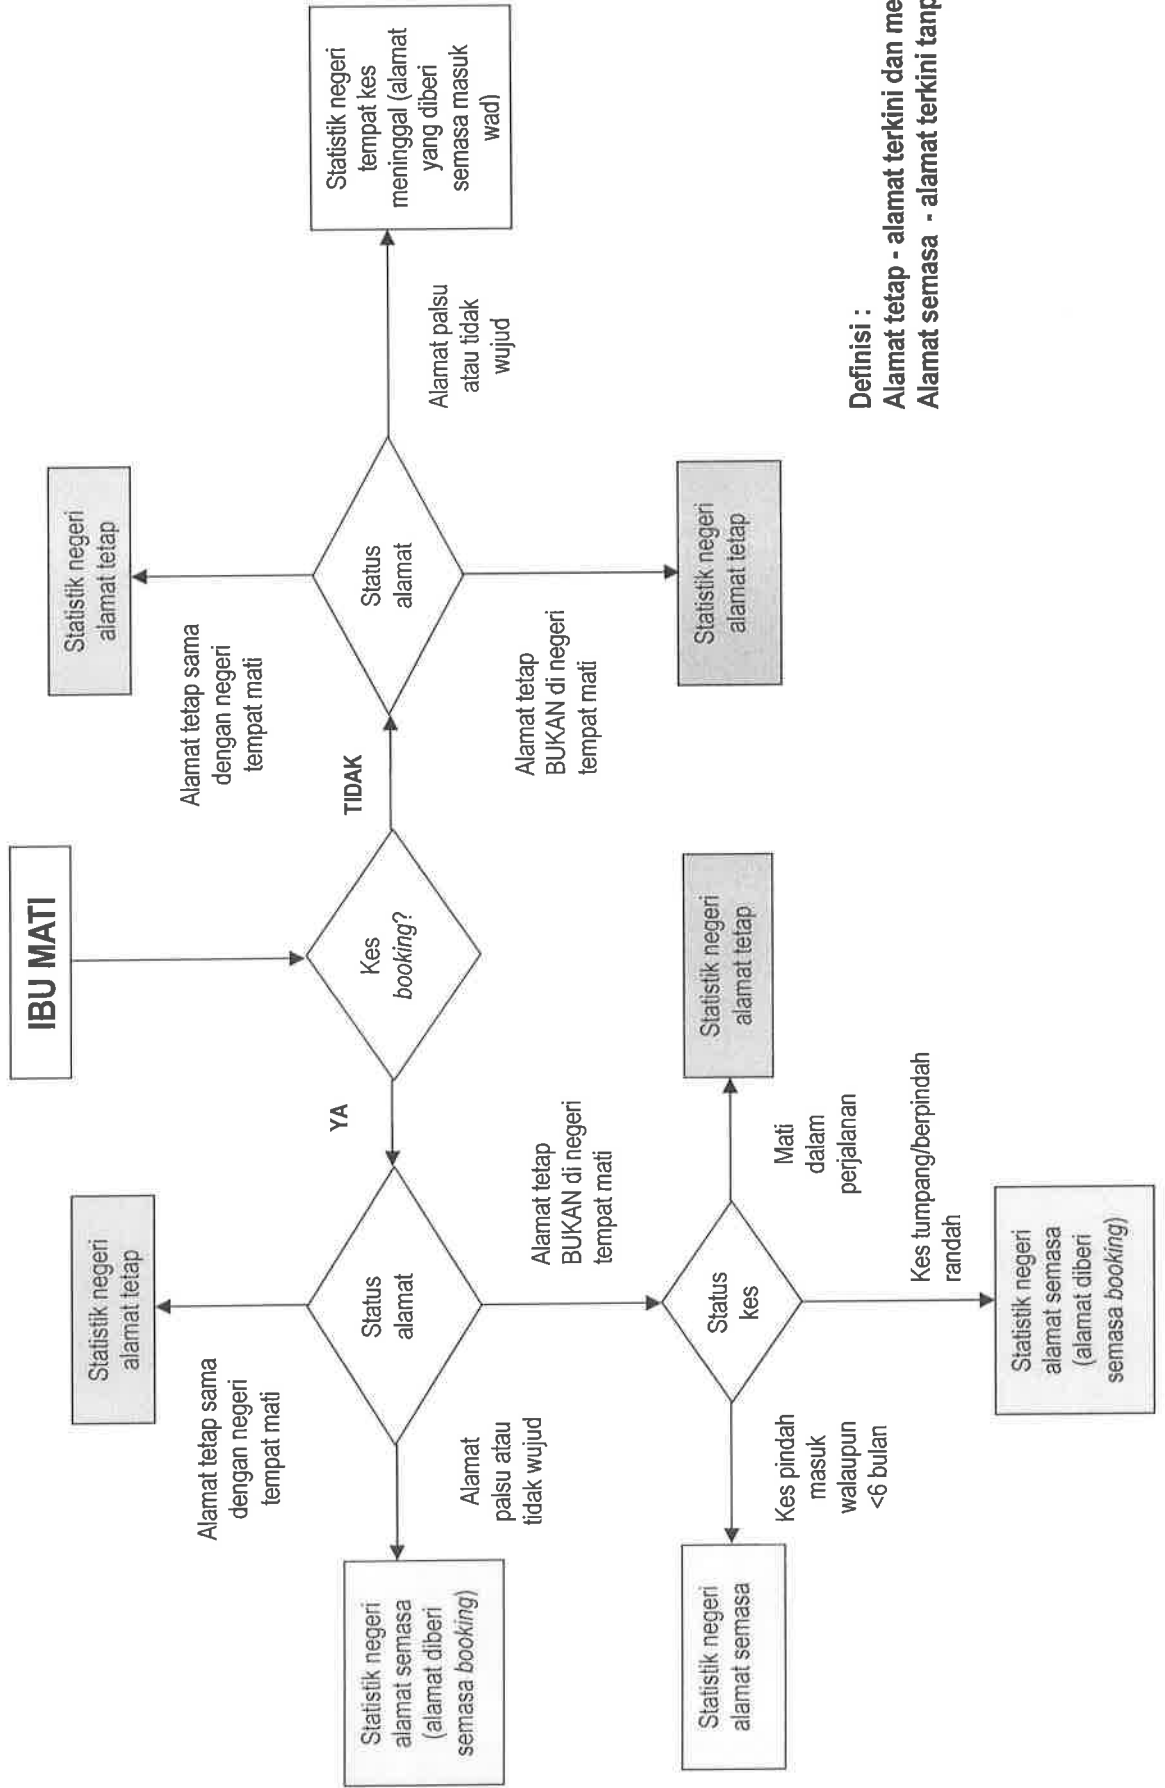 IBU MATI
Kes
booking?
YA
TIDAK
Statistik negeri
alamat tetap
Alamat tetap sama
dengan negeri
tempat mati
Status
alamat
Alamat
palsu atau
tidak wujud
Statistik negeri
alamat semasa
(alamat diberi
semasa booking)
Alamat tetap
BUKAN di negeri
tempat mati
Status
kes
Kes pindah
masuk
walaupun
<6 bulan
Statistik negeri
alamat semasa
Mati
dalam
perjalanan
Statistik negeri
alamat tetap
Kes tumpang/berpindah
randah
Statistik negeri
alamat semasa
(alamat diberi
semasa booking)
Statistik negeri
alamat tetap
Alamat tetap sama
dengan negeri
tempat mati
Status
alamat
Alamat palsu
atau tidak
wujud
Statistik negeri
tempat kes
meninggal (alamat
yang diberi
semasa masuk
wad)
Alamat tetap
BUKAN di negeri
tempat mati
Statistik negeri
alamat tetap
Definisi :
Alamat tetap - alamat terkini dan
Alamat semasa - alamat terkini